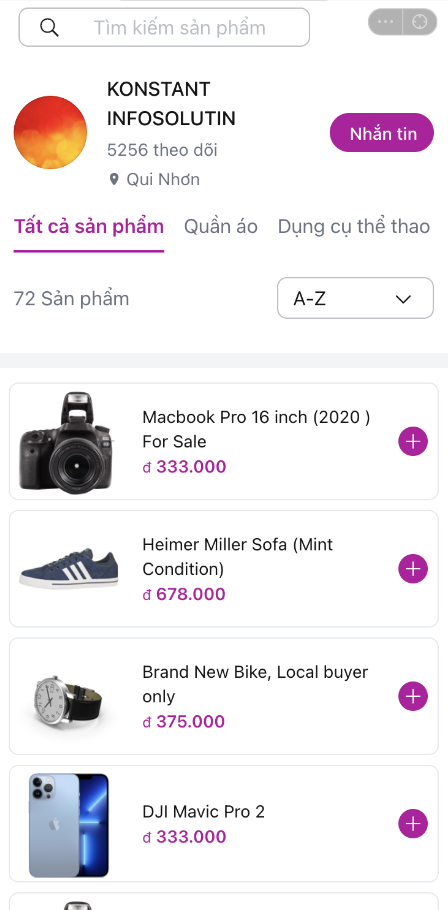 Tìm kiếm sản phẩm
KONSTANT
INFOSOLUTIN
5256 theo dõi
Qui Nhơn
Nhắn tin
Tất cả sản phẩm
Quần áo
Dụng cụ thể thao
72 Sản phẩm
A-Z
Macbook Pro 16 inch (2020 )
For Sale
đ 333.000
Heimer Miller Sofa (Mint
Condition)
đ 678.000
Brand New Bike, Local buyer
only
đ 375.000
DJI Mavic Pro 2
đ 333.000